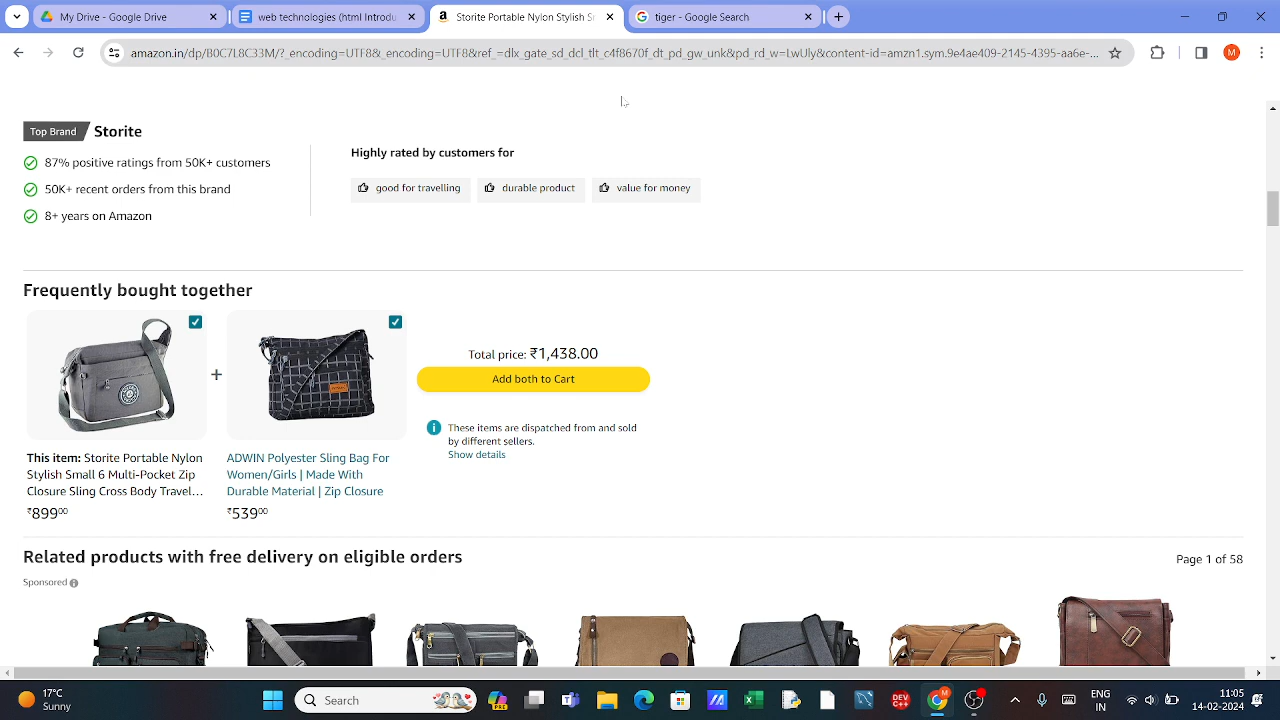 My Drive - Google Drive
web technologies (html Introdu
Storite Portable Nylon Stylish Sm
tiger - Google Search
amazon.in/dp/B0C7L8C33M/?_encoding=UTF8&_encoding=UTF8&ref_=dlx_gate_sd_dcl_tlt_c4f8670f_dt_pd_gw_unk&pd_rd_w=LwUly&content-id=amzn1.sym.9e4ae409-2145-4395-aa6e-...
M
Top Brand Storite
87% positive ratings from 50K+ customers
50K+ recent orders from this brand
8+ years on Amazon
Highly rated by customers for
good for travelling durable product value for money
Frequently bought together
+
Total price: ₹1,438.00
Add both to Cart
These items are dispatched from and sold
by different sellers.
Show details
This item: Storite Portable Nylon
Stylish Small 6 Multi-Pocket Zip
Closure Sling Cross Body Travel...
₹89900
ADWIN Polyester Sling Bag For
Women/Girls | Made With
Durable Material | Zip Closure
₹53900
Related products with free delivery on eligible orders
Page 1 of 58
Sponsored
17°C
Sunny
Search
DEV
C++
M
ENG
IN
11:05
14-02-2024